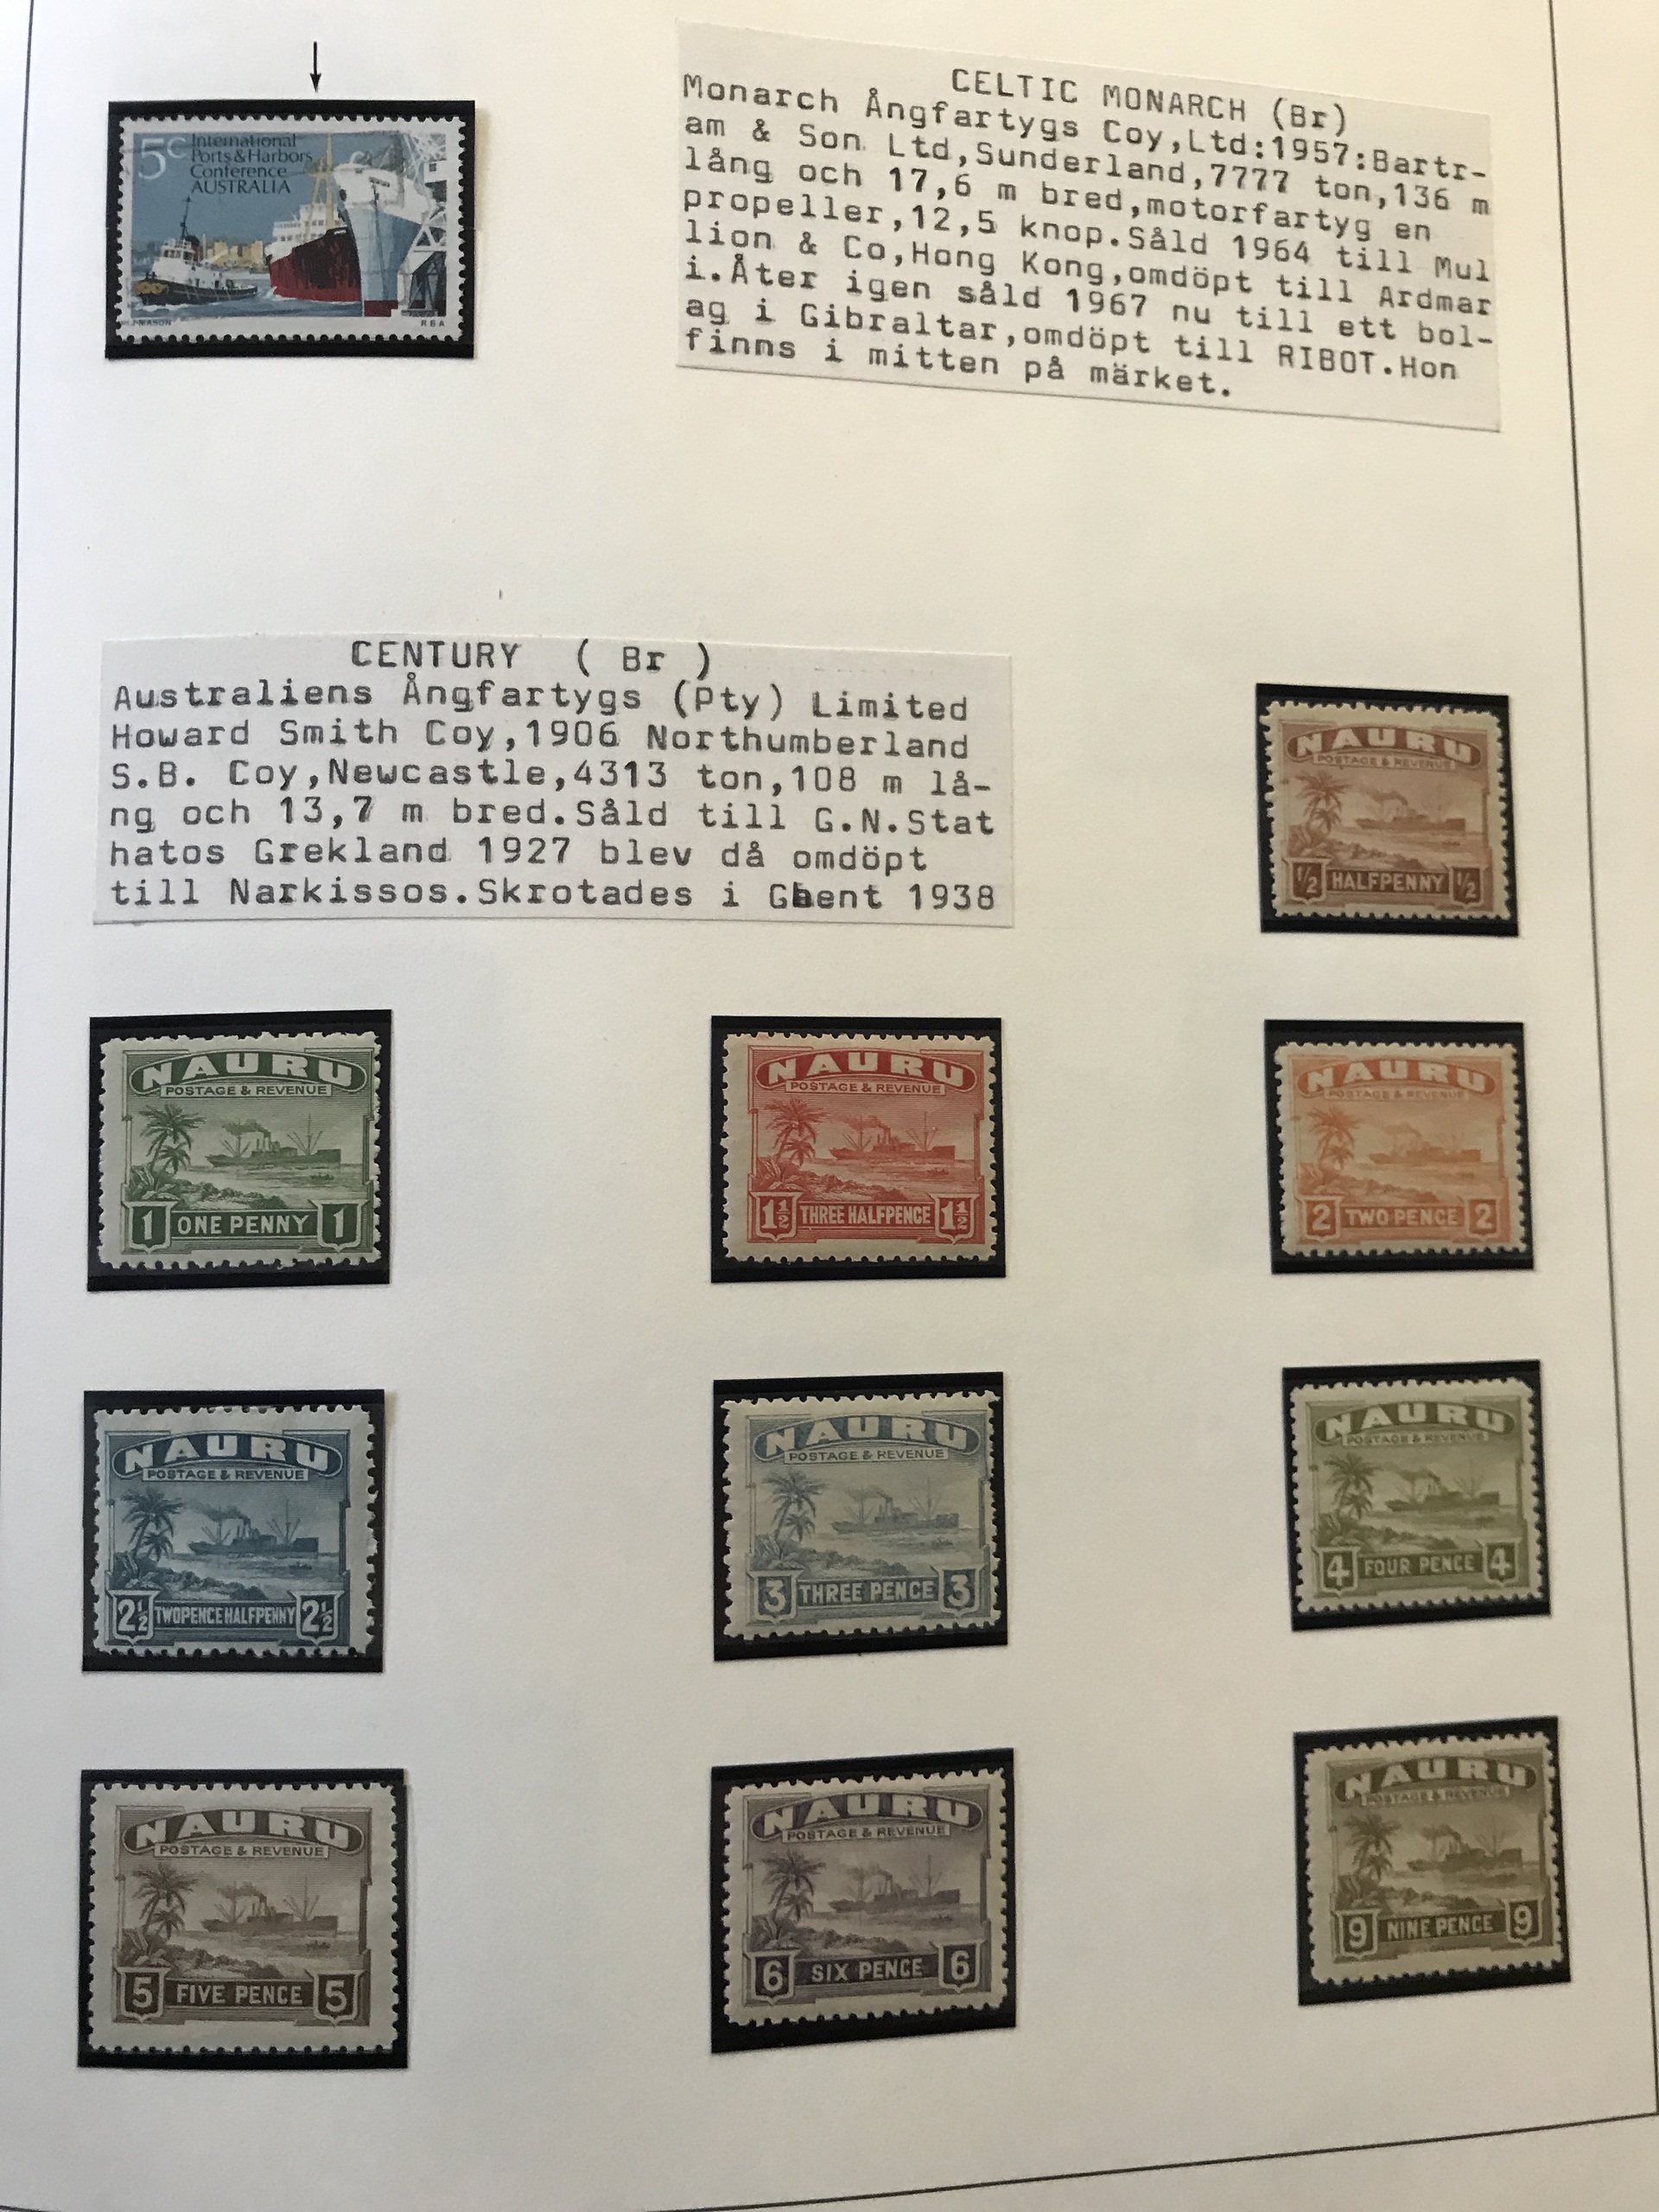 5c International
Ports & Harbors
Conference
AUSTRALIA
RBA
CELTIC MONARCH (Br)
Monarch Ångfartygs Coy,Ltd:1957:Bartr-
am & Son Ltd,Sunderland,7777 ton,136 m
lång och 17,6 m bred,motorfartyg en
propeller,12,5 knop.Såld 1964 till Mul
lion & Co,Hong Kong,omdöpt till Ardmar
i.Åter igen såld 1967 nu till ett bol-
ag i Gibraltar,omdöpt till RIBOT.Hon
finns i mitten på märket.
CENTURY ( Br )
Australiens Ångfartygs (Pty) Limited
Howard Smith Coy,1906 Northumberland
S.B. Coy,Newcastle,4313 ton,108 m lå-
ng och 13,7 m bred.Såld till G.N.Stat
hatos Grekland 1927 blev då omdöpt
till Narkissos.Skrotades i Ghent 1938
NAURU
POSTAGE & REVENUE
1/2 HALFPENNY 1/2
NAURU
POSTAGE & REVENUE
1 ONE PENNY 1
NAURU
POSTAGE & REVENUE
1½ THREE HALFPENCE 1½
NAURU
POSTAGE & REVENUE
2 TWO PENCE 2
NAURU
POSTAGE & REVENUE
2½ TWOPENCE HALFPENNY 2½
NAURU
POSTAGE & REVENUE
3 THREE PENCE 3
NAURU
POSTAGE & REVENUE
4 FOUR PENCE 4
NAURU
POSTAGE & REVENUE
5 FIVE PENCE 5
NAURU
POSTAGE & REVENUE
6 SIX PENCE 6
NAURU
POSTAGE & REVENUE
9 NINE PENCE 9